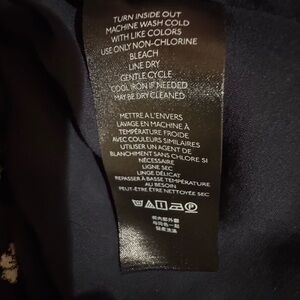 TURN INSIDE OUT
MACHINE WASH COLD
WITH LIKE COLORS
USE ONLY NON-CHLORINE
BLEACH
LINE DRY
GENTLE CYCLE
COOL IRON IF NEEDED
MAY BE DRY CLEANED
METTRE A L'ENVERS
LAVAGE EN MACHINE À
TEMPÉRATURE FROIDE
AVEC COULEURS SIMILAIRES
UTILISER UN AGENT DE
BLANCHIMENT SANS CHLORE SI
NÉCESSAIRE
LIGNE SEC
LINGE DÉLICAT
REPASSER À BASSE TEMPÉRATURE
AU BESOIN
PEUT-ÊTRE ÊTRE NETTOYÉE SEC